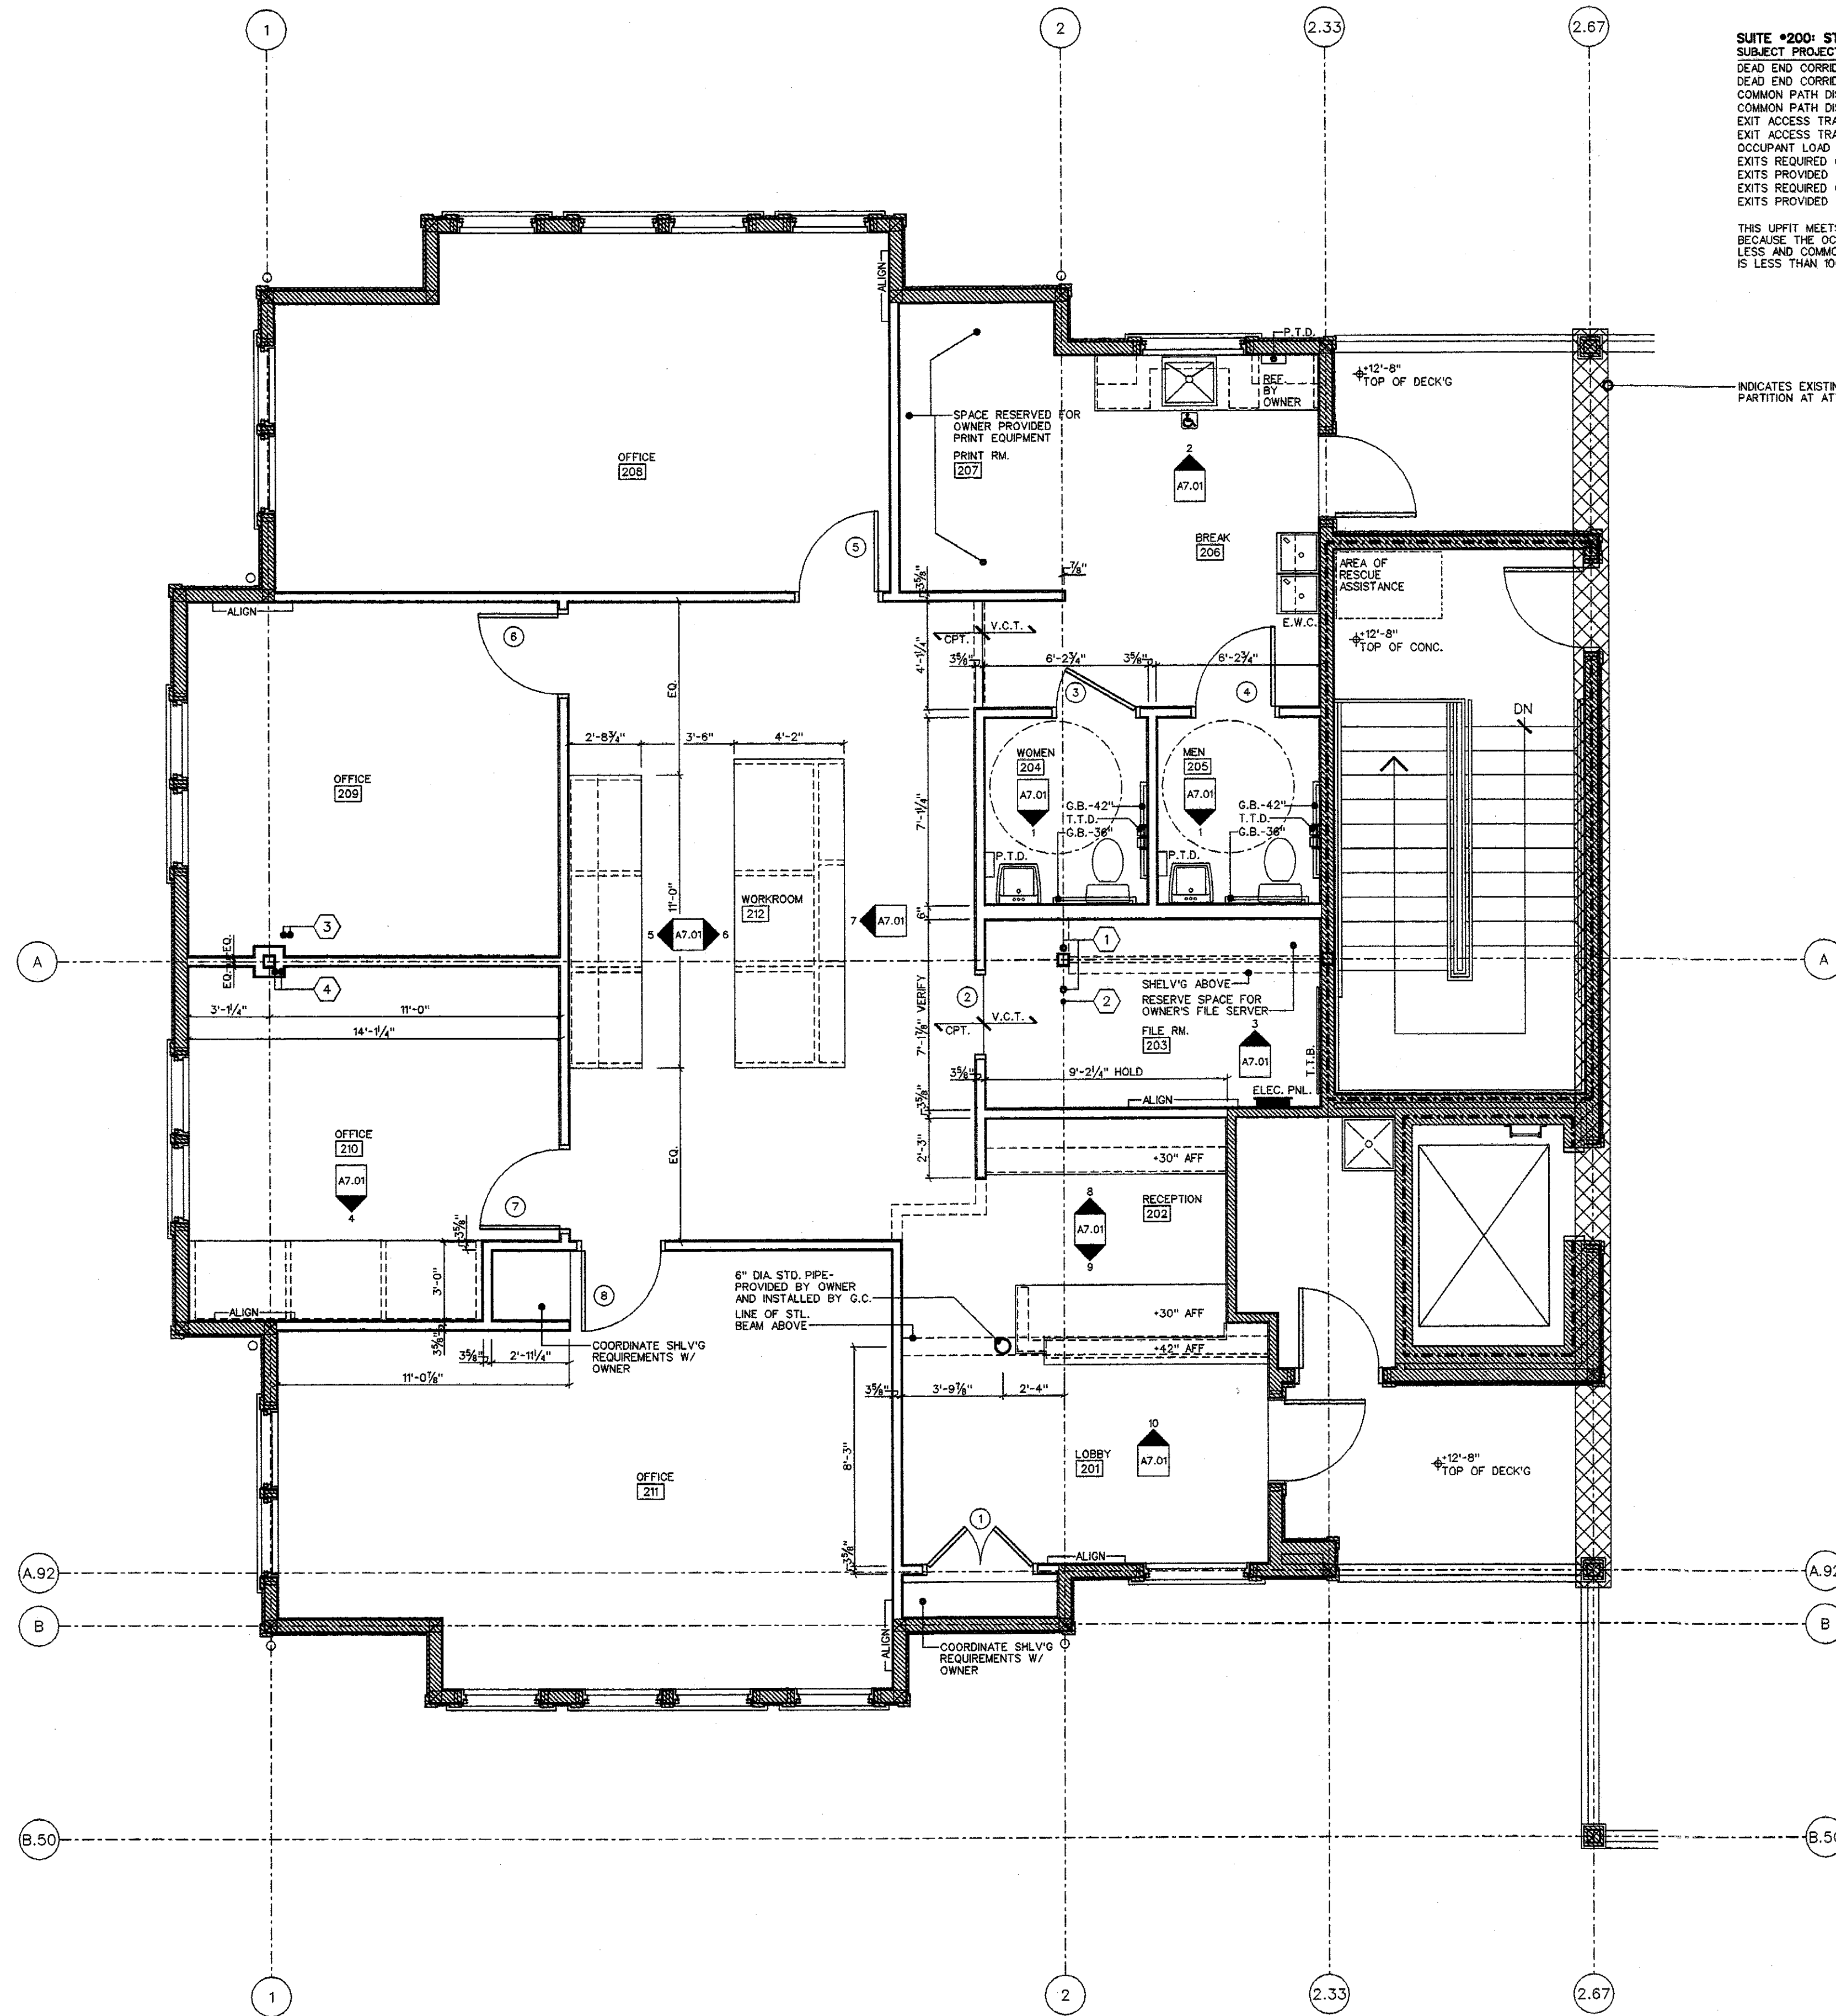 1
2
2.33
2.67
SUITE #200: ST
SUBJECT PROJECT
DEAD END CORRID
DEAD END CORRID
COMMON PATH DIS
COMMON PATH DIS
EXIT ACCESS TRA
EXIT ACCESS TRA
OCCUPANT LOAD
EXITS REQUIRED
EXITS PROVIDED
EXITS REQUIRED
EXITS PROVIDED
THIS UPFIT MEETS
BECAUSE THE OC
LESS AND COMMO
IS LESS THAN 10
ALIGN
P.T.D.
REF.
BY
OWNER
+12'-8"
TOP OF DECK'G
INDICATES EXISTIN
PARTITION AT AT
SPACE RESERVED FOR
OWNER PROVIDED
PRINT EQUIPMENT
PRINT RM.
207
OFFICE
208
2
A7.01
5
BREAK
206
AREA OF
RESCUE
ASSISTANCE
7/8"
3 5/8"
ALIGN
E.W.C.
6
CPT.
V.C.T.
+12'-8"
TOP OF CONC.
4'-1 1/4"
3 5/8"
6'-2 3/4"
3 5/8"
6'-2 3/4"
EQ.
3
4
DN
2'-8 3/4"
3'-6"
4'-2"
WOMEN
204
MEN
205
OFFICE
209
A7.01
1
A7.01
1
7'-1 1/4"
G.B.-42"
T.T.D.
G.B.-36"
G.B.-42"
T.T.D.
G.B.-36"
P.T.D.
P.T.D.
11'-0"
WORKROOM
212
6"
3
5
A7.01
6
7
A7.01
1
A
EQ.
EQ.
A
4
2
2
SHELV'G ABOVE
RESERVE SPACE FOR
OWNER'S FILE SERVER
7'-1 7/8" VERIFY
3'-1 1/4"
11'-0"
14'-1 1/4"
CPT.
V.C.T.
FILE RM.
203
3
A7.01
T.T.B.
3 5/8"
9'-2 1/4" HOLD
ELEC. PNL.
3 5/8"
ALIGN
OFFICE
210
A7.01
4
EQ.
2'-3"
+30" AFF
RECEPTION
202
8
A7.01
9
7
3 5/8"
3'-0"
8
6" DIA. STD. PIPE-
PROVIDED BY OWNER
AND INSTALLED BY G.C.
LINE OF STL.
BEAM ABOVE
+30" AFF
+42" AFF
ALIGN
3 5/8"
3 5/8"
2'-11 1/4"
COORDINATE SHLV'G
REQUIREMENTS W/
OWNER
11'-0 7/8"
3 5/8"
3'-9 7/8"
2'-4"
8'-3"
10
A7.01
LOBBY
201
+12'-8"
TOP OF DECK'G
OFFICE
211
1
3 5/8"
ALIGN
A.92
A.92
B
B
ALIGN
COORDINATE SHLV'G
REQUIREMENTS W/
OWNER
B.50
B.50
1
2
2.33
2.67